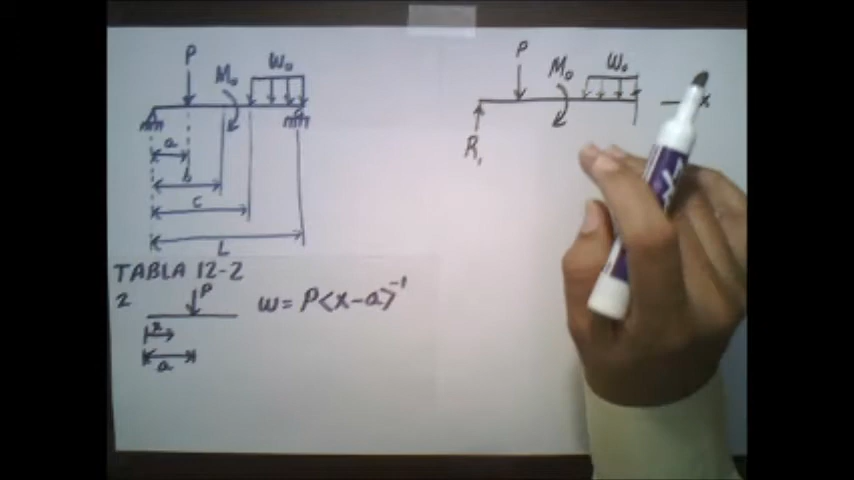 P
M₀
W₀
a
b
c
L
TABLA 12-2
2
P
x
a
w = P<x-a>⁻¹
P
M₀
W₀
x
R₁